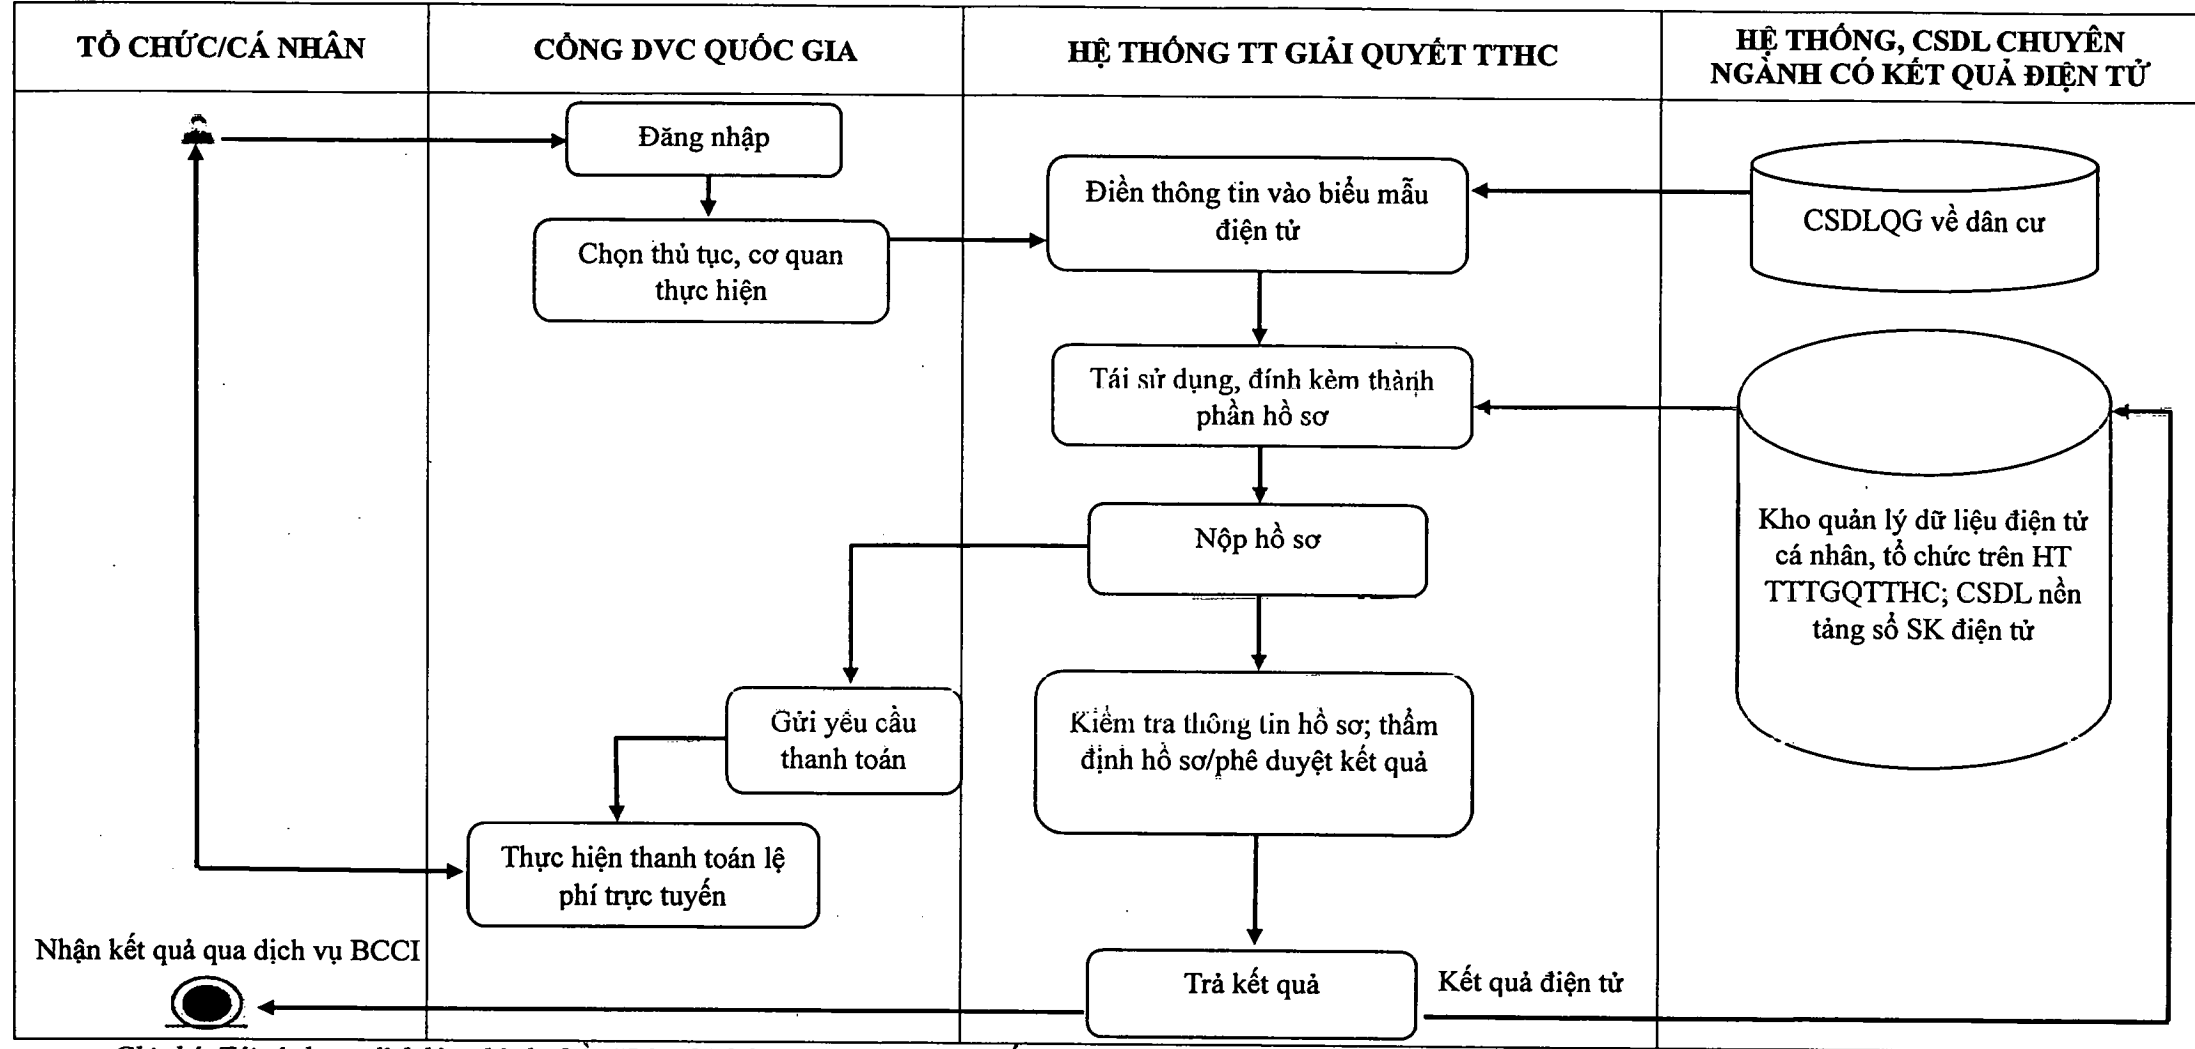 TỔ CHỨC/CÁ NHÂN
CỔNG DVC QUỐC GIA
HỆ THỐNG TT GIẢI QUYẾT TTHC
HỆ THỐNG, CSDL CHUYÊN
NGÀNH CÓ KẾT QUẢ ĐIỆN TỬ
Đăng nhập
Chọn thủ tục, cơ quan
thực hiện
Điền thông tin vào biểu mẫu
điện tử
CSDLQG về dân cư
Tái sử dụng, đính kèm thành
phần hồ sơ
Nộp hồ sơ
Kho quản lý dữ liệu điện tử
cá nhân, tổ chức trên HT
TTTGQTTHC; CSDL nền
tảng sổ SK điện tử
Gửi yêu cầu
thanh toán
Kiểm tra thông tin hồ sơ; thẩm
định hồ sơ/phê duyệt kết quả
Thực hiện thanh toán lệ
phí trực tuyến
Nhận kết quả qua dịch vụ BCCI
Trả kết quả
Kết quả điện tử